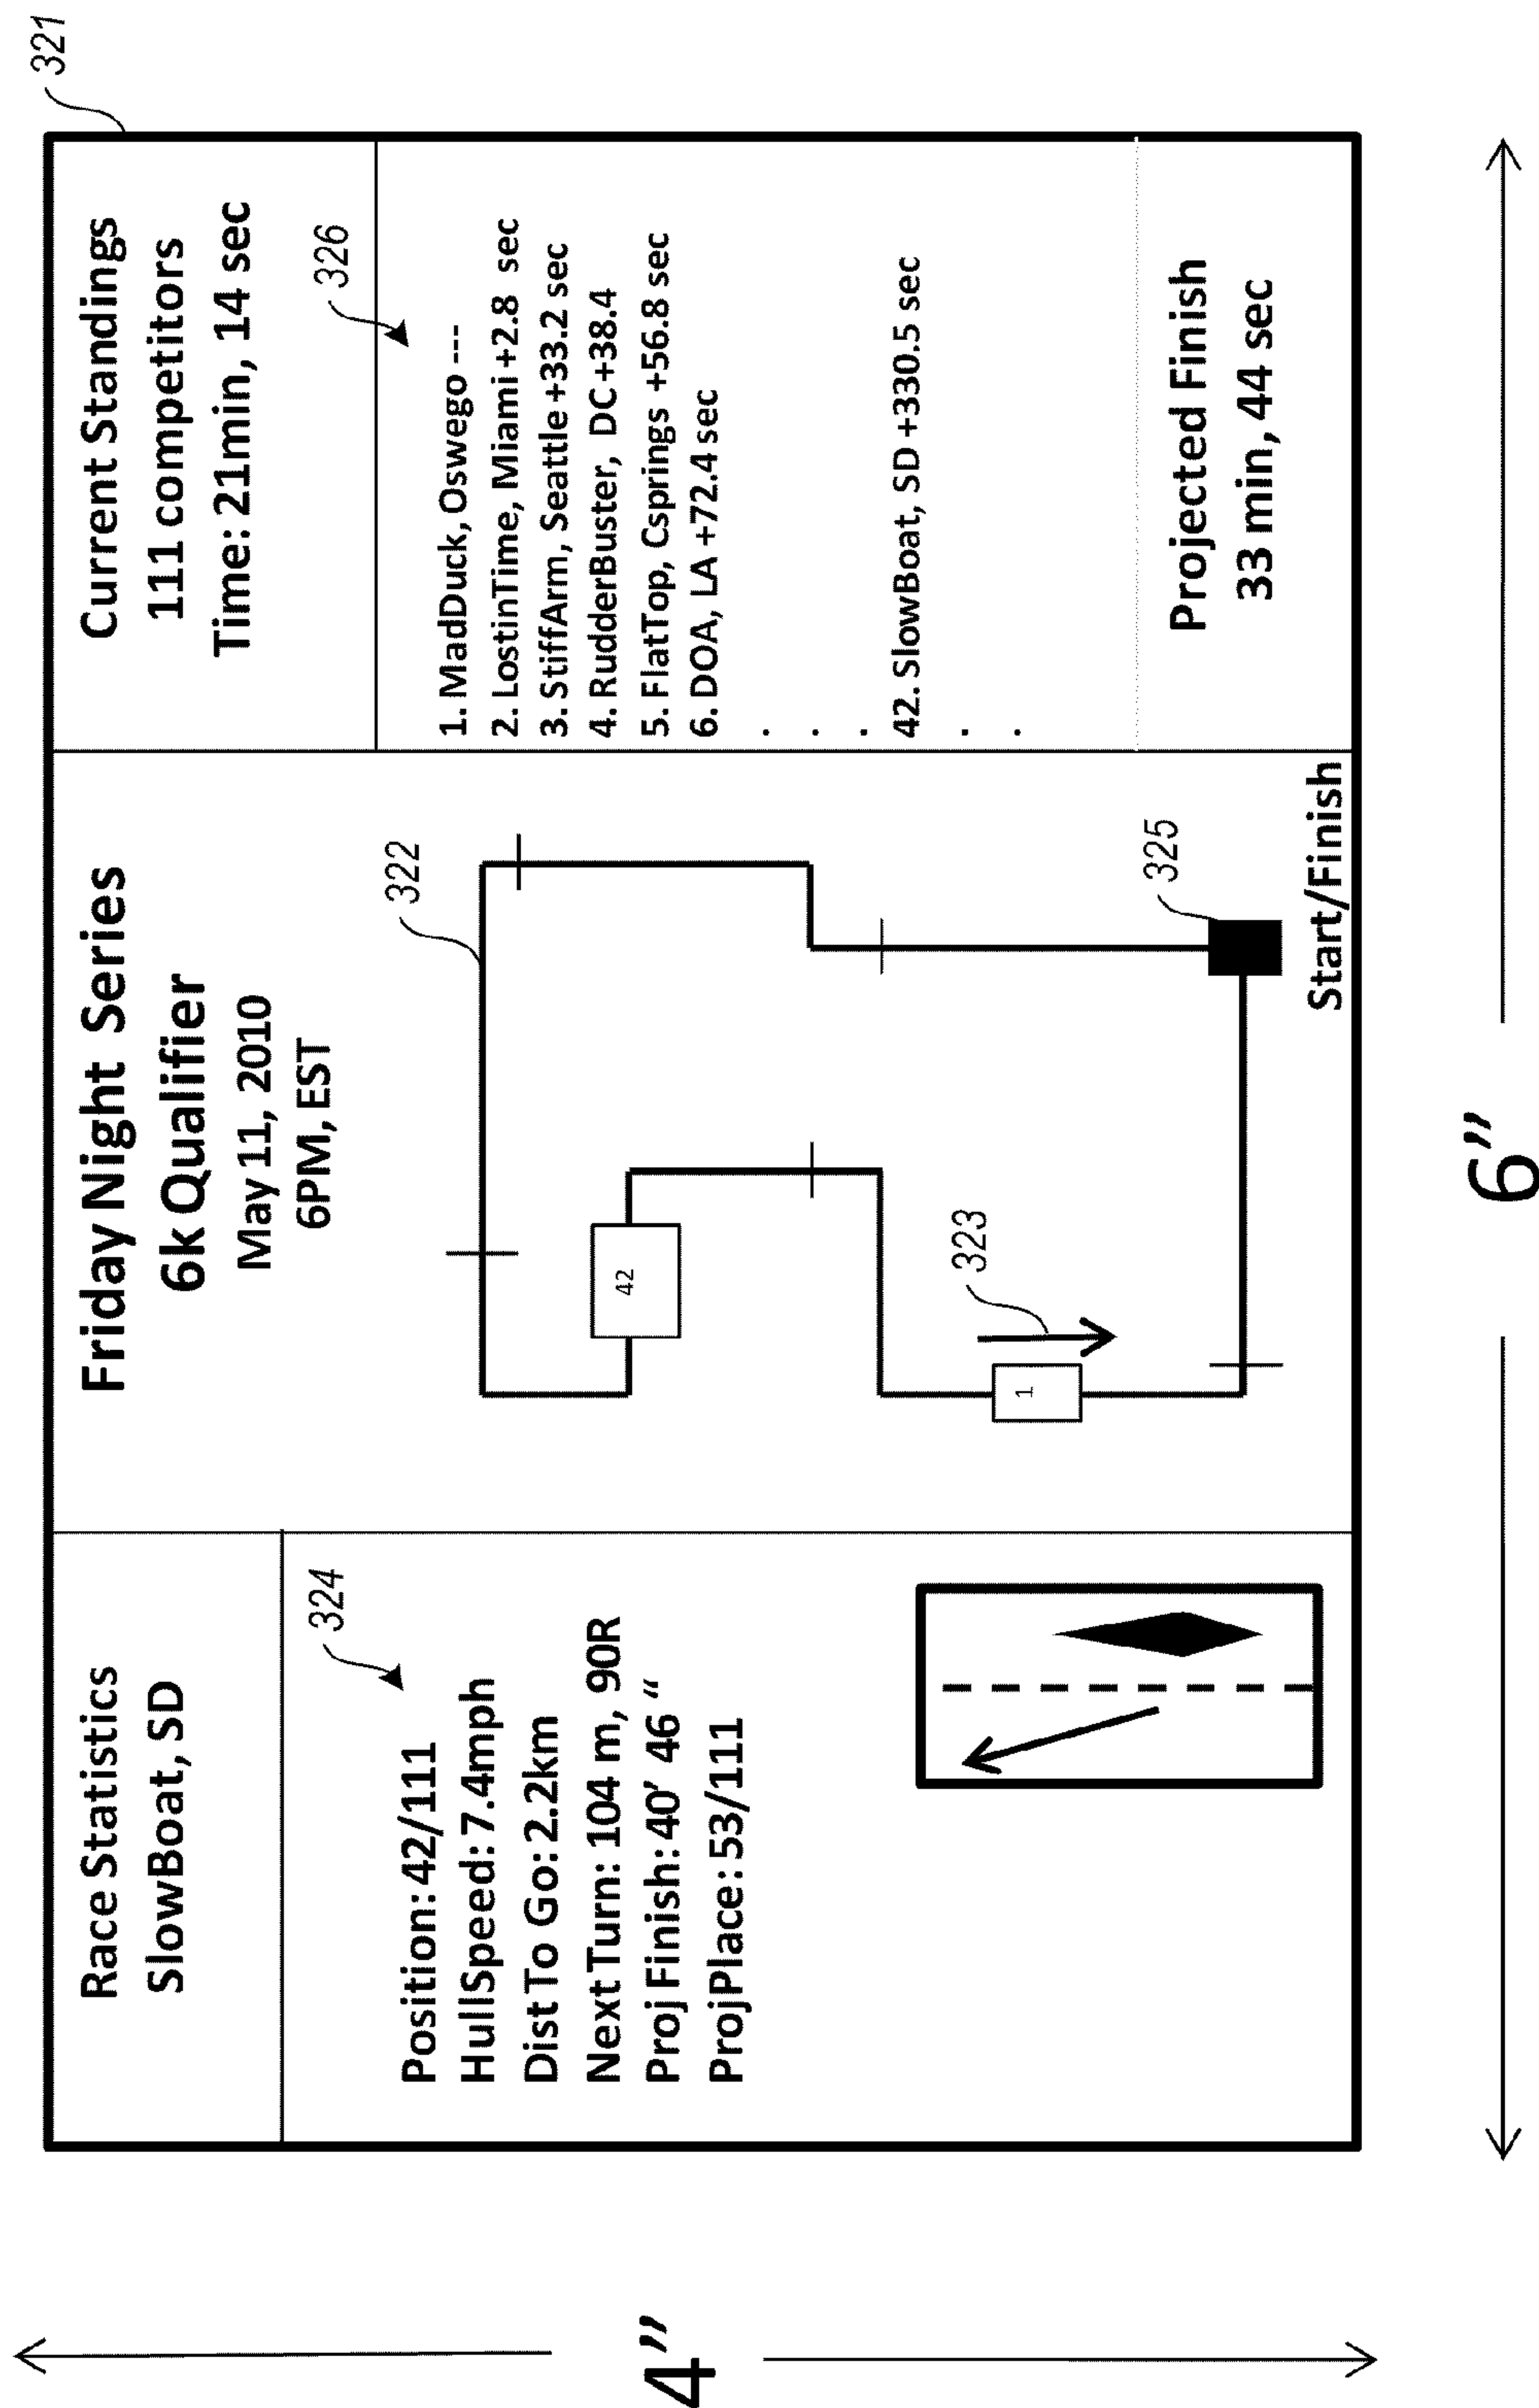 321
Race Statistics
SlowBoat, SD
324
Position: 42/111
HullSpeed: 7.4mph
Dist To Go: 2.2km
Next Turn: 104 m, 90R
Proj Finish: 40’ 46 “
ProjPlace: 53/111
Friday Night Series
6k Qualifier
May 11, 2010
6PM, EST
322
42
323
1
325
Start/Finish
Current Standings
111 competitors
Time: 21min, 14 sec
326
1. MadDuck, Oswego ---
2. LostinTime, Miami +2.8 sec
3. StiffArm, Seattle +33.2 sec
4. RudderBuster, DC +38.4
5. FlatTop, Csprings +56.8 sec
6. DOA, LA +72.4 sec
.
.
.
42. SlowBoat, SD +330.5 sec
.
.
Projected Finish
33 min, 44 sec
4”
6”